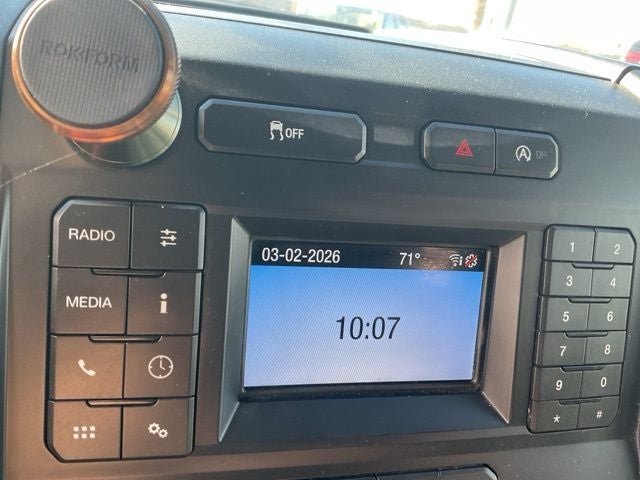 ROKFORM
OFF
A OFF
RADIO
MEDIA
i
03-02-2026 71°
10:07
1 2
3 4
5 6
7 8
9 0
* #